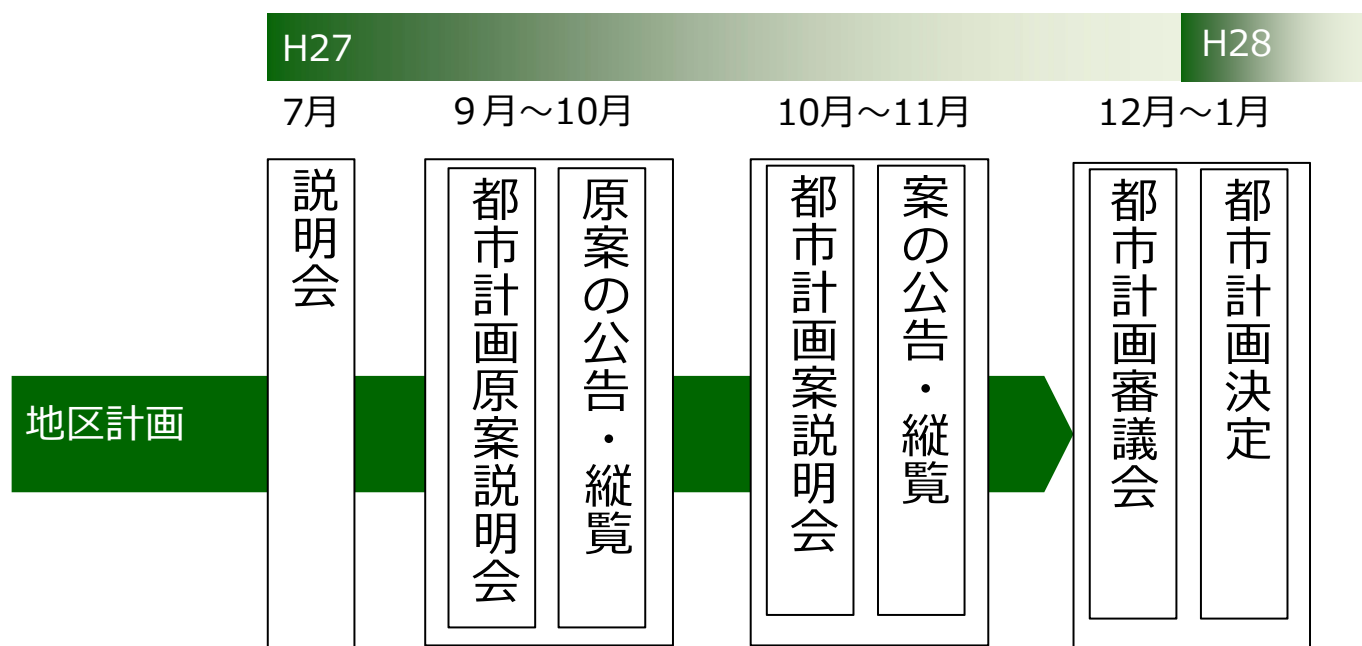 H27
H28
7月
９月～10月
10月～11月
12月～1月
説明会
都市計画原案説明会
原案の公告・縦覧
都市計画案説明会
案の公告・縦覧
都市計画審議会
都市計画決定
地区計画